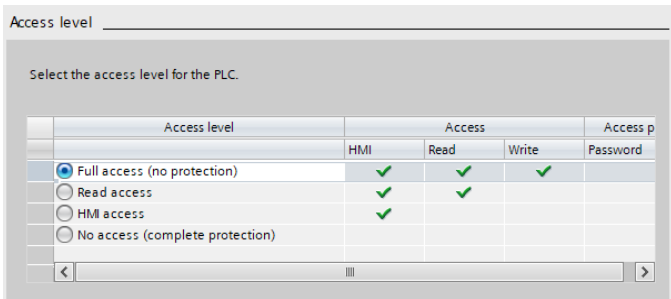 Access level
Select the access level for the PLC.
Access level Access Access p
HMI Read Write Password
Full access (no protection)
Read access
HMI access
No access (complete protection)